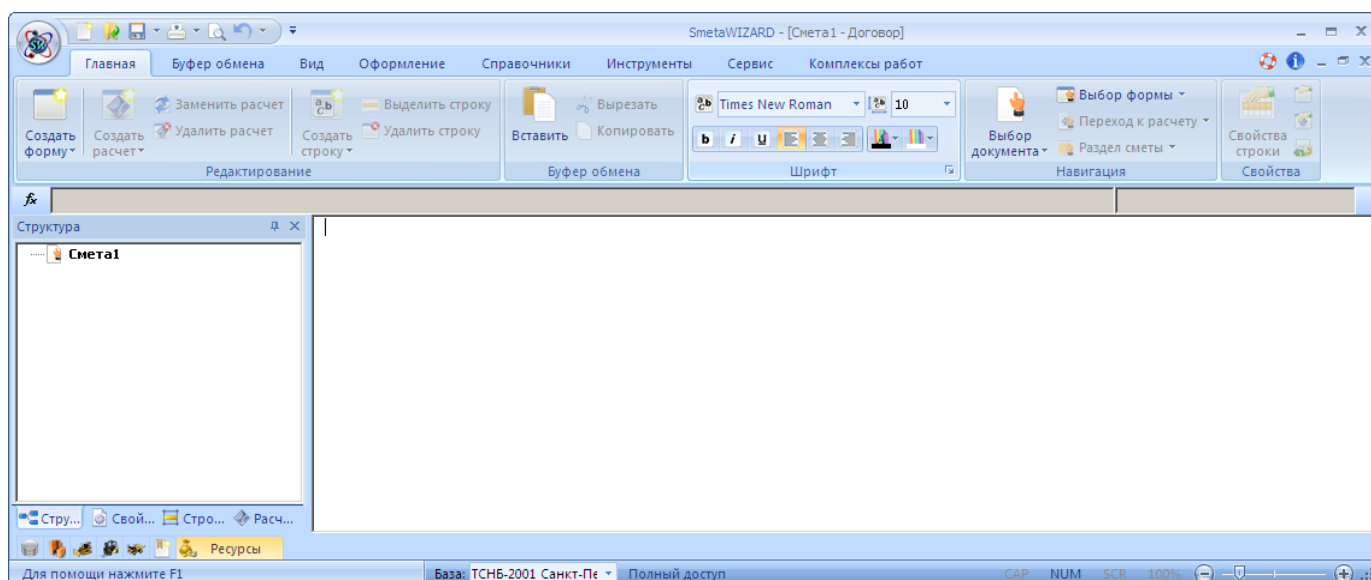 SmetaWIZARD - [Смета1 - Договор]
Главная Буфер обмена Вид Оформление Справочники Инструменты Сервис Комплексы работ
Создать форму
Создать расчет
Заменить расчет
Удалить расчет
Создать строку
Выделить строку
Удалить строку
Редактирование
Вставить
Вырезать
Копировать
Буфер обмена
Times New Roman 10
b i u
Шрифт
Выбор документа
Выбор формы
Переход к расчету
Раздел сметы
Навигация
Свойства строки
Свойства
fx
Структура
Смета1
Стру... Свой... Стро... Расч...
Ресурсы
Для помощи нажмите F1 База: ТСНБ-2001 Санкт-Пе Полный доступ CAP NUM SCR 100%